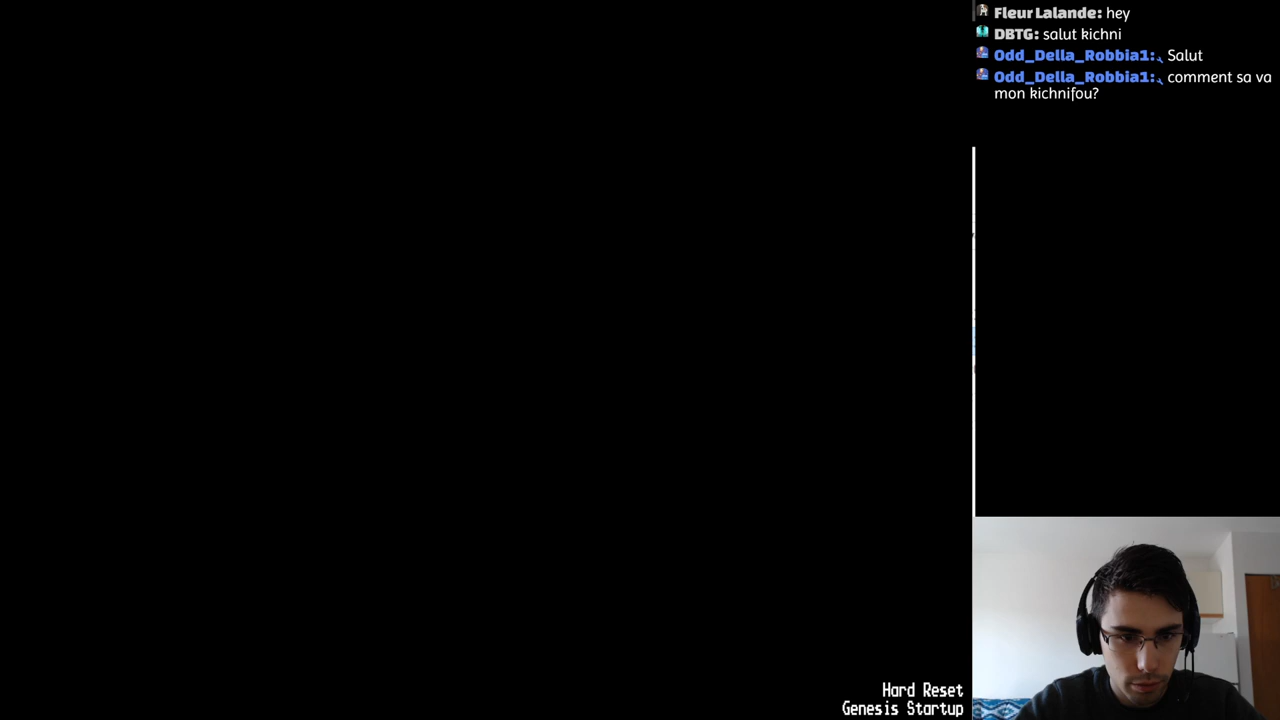 Fleur Lalande: hey
DBTG: salut kichni
Odd_Della_Robbia1: Salut
Odd_Della_Robbia1: comment sa va
mon kichnifou?
Hard Reset
Genesis Startup